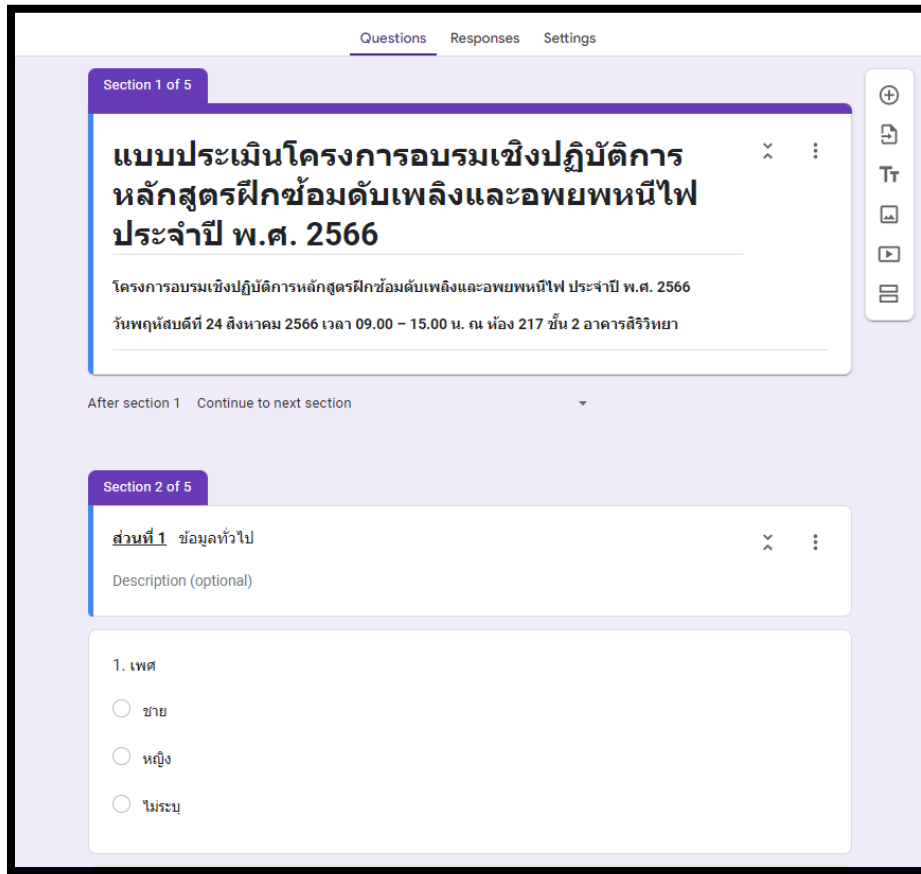 Questions Responses Settings
Section 1 of 5
แบบประเมินโครงการอบรมเชิงปฏิบัติการ
หลักสูตรฝึกซ้อมดับเพลิงและอพยพหนีไฟ
ประจำปี พ.ศ. 2566
โครงการอบรมเชิงปฏิบัติการหลักสูตรฝึกซ้อมดับเพลิงและอพยพหนีไฟ ประจำปี พ.ศ. 2566
วันพฤหัสบดีที่ 24 สิงหาคม 2566 เวลา 09.00 – 15.00 น. ณ ห้อง 217 ชั้น 2 อาคารสิริวิทยา
After section 1 Continue to next section
Section 2 of 5
ส่วนที่ 1 ข้อมูลทั่วไป
Description (optional)
1. เพศ
ชาย
หญิง
ไม่ระบุ